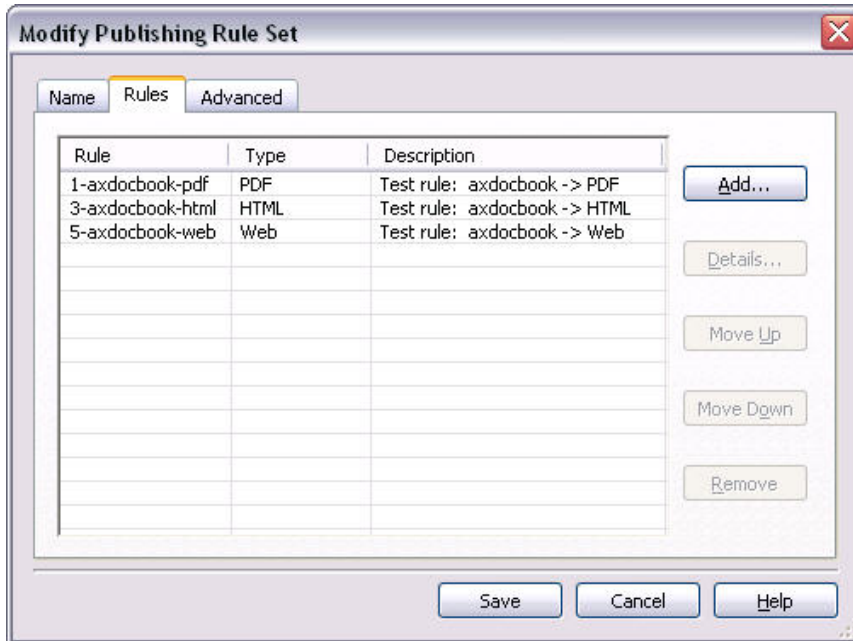 Modify Publishing Rule Set
Name Rules Advanced
Rule Type Description
1-axdocbook-pdf PDF Test rule: axdocbook -> PDF
3-axdocbook-html HTML Test rule: axdocbook -> HTML
5-axdocbook-web Web Test rule: axdocbook -> Web
Add...
Details...
Move Up
Move Down
Remove
Save Cancel Help